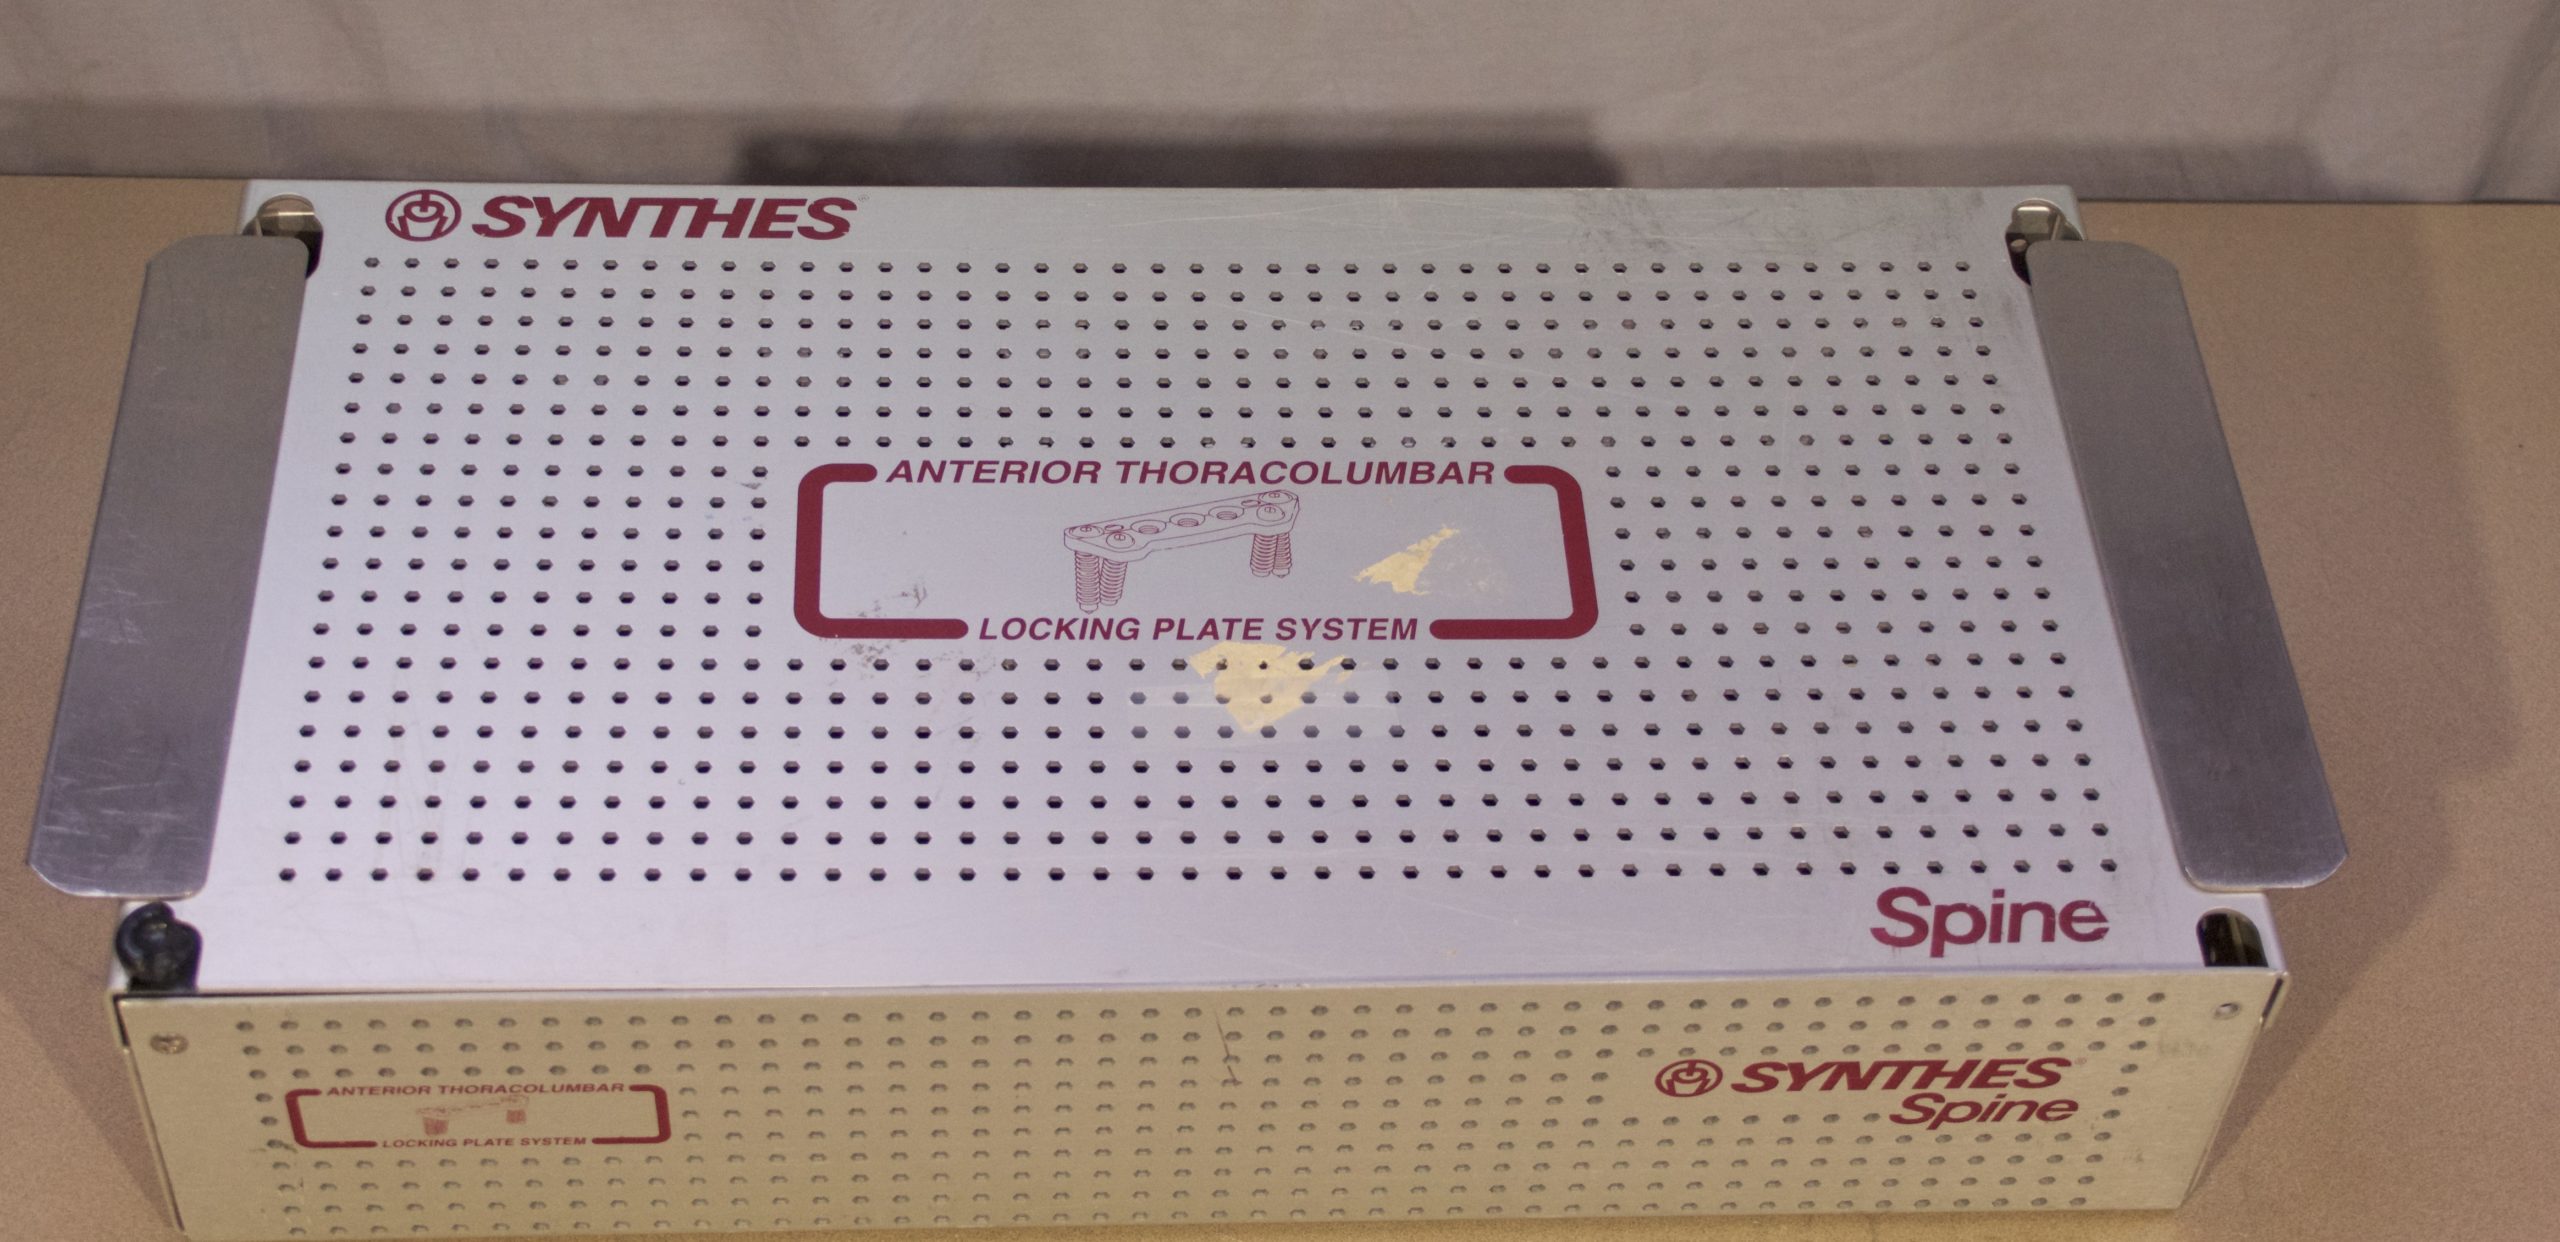 SYNTHES®
ANTERIOR THORACOLUMBAR
LOCKING PLATE SYSTEM
Spine
ANTERIOR THORACOLUMBAR
LOCKING PLATE SYSTEM
SYNTHES®
Spine